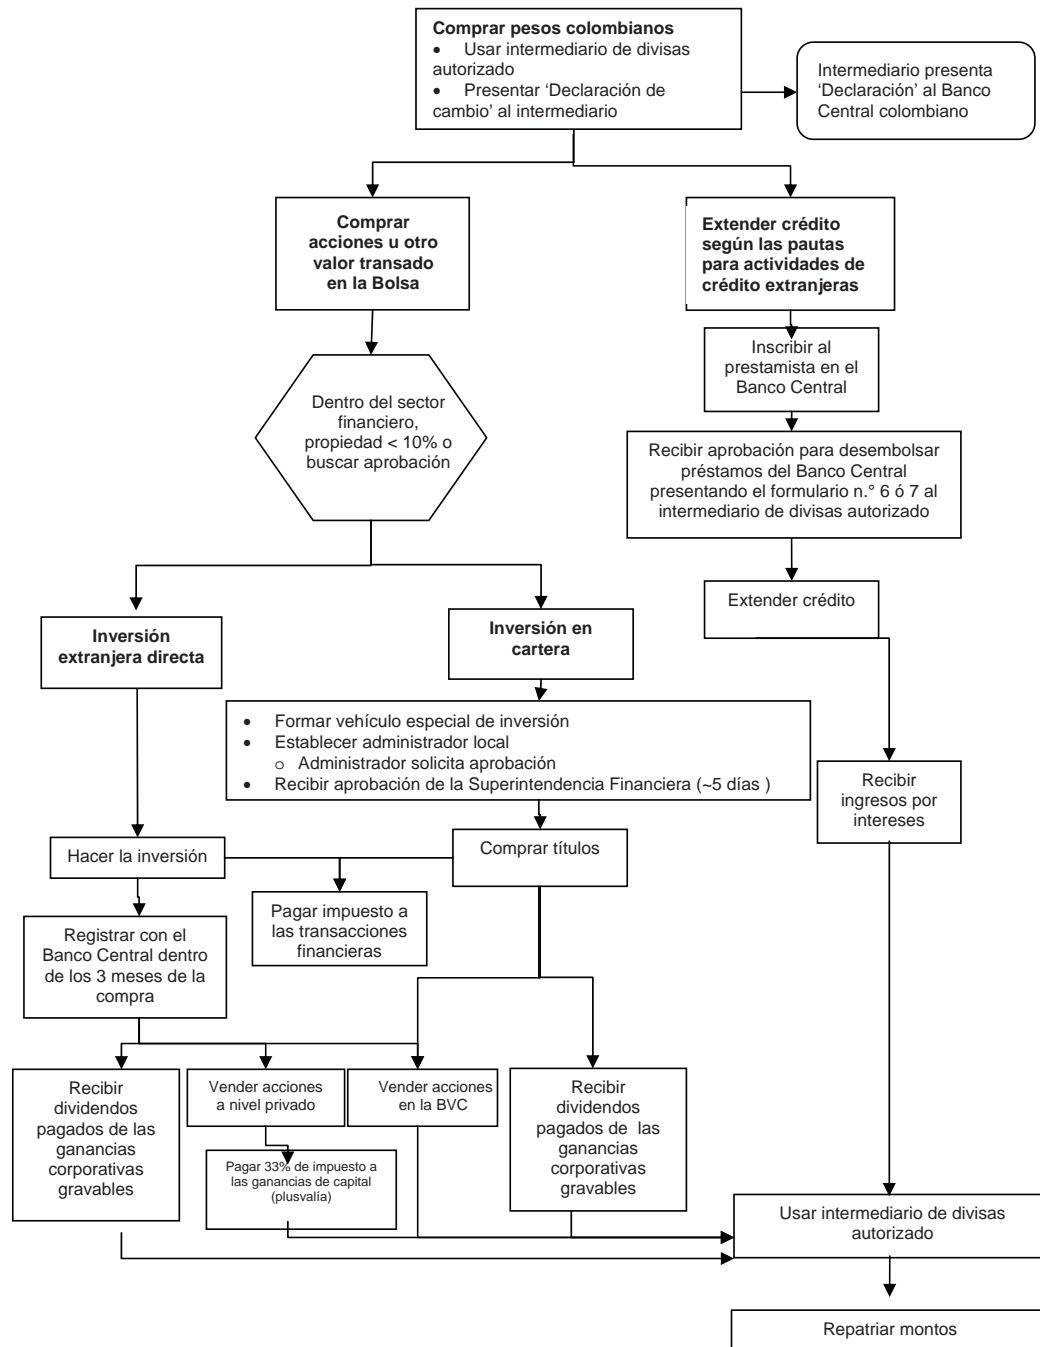 Comprar pesos colombianos
• Usar intermediario de divisas
autorizado
• Presentar ‘Declaración de
cambio’ al intermediario
Intermediario presenta
‘Declaración’ al Banco
Central colombiano
Comprar
acciones u otro
valor transado
en la Bolsa
Extender crédito
según las pautas
para actividades de
crédito extranjeras
Inscribir al
prestamista en el
Banco Central
Dentro del sector
financiero,
propiedad < 10% o
buscar aprobación
Recibir aprobación para desembolsar
préstamos del Banco Central
presentando el formulario n.° 6 ó 7 al
intermediario de divisas autorizado
Extender crédito
Inversión
extranjera directa
Inversión en
cartera
• Formar vehículo especial de inversión
• Establecer administrador local
o Administrador solicita aprobación
• Recibir aprobación de la Superintendencia Financiera (~5 días )
Recibir
ingresos por
intereses
Hacer la inversión
Comprar títulos
Pagar impuesto a
las transacciones
financieras
Registrar con el
Banco Central dentro
de los 3 meses de la
compra
Recibir
dividendos
pagados de las
ganancias
corporativas
gravables
Vender acciones
a nivel privado
Vender acciones
en la BVC
Recibir
dividendos
pagados de las
ganancias
corporativas
gravables
Pagar 33% de impuesto a
las ganancias de capital
(plusvalía)
Usar intermediario de divisas
autorizado
Repatriar montos